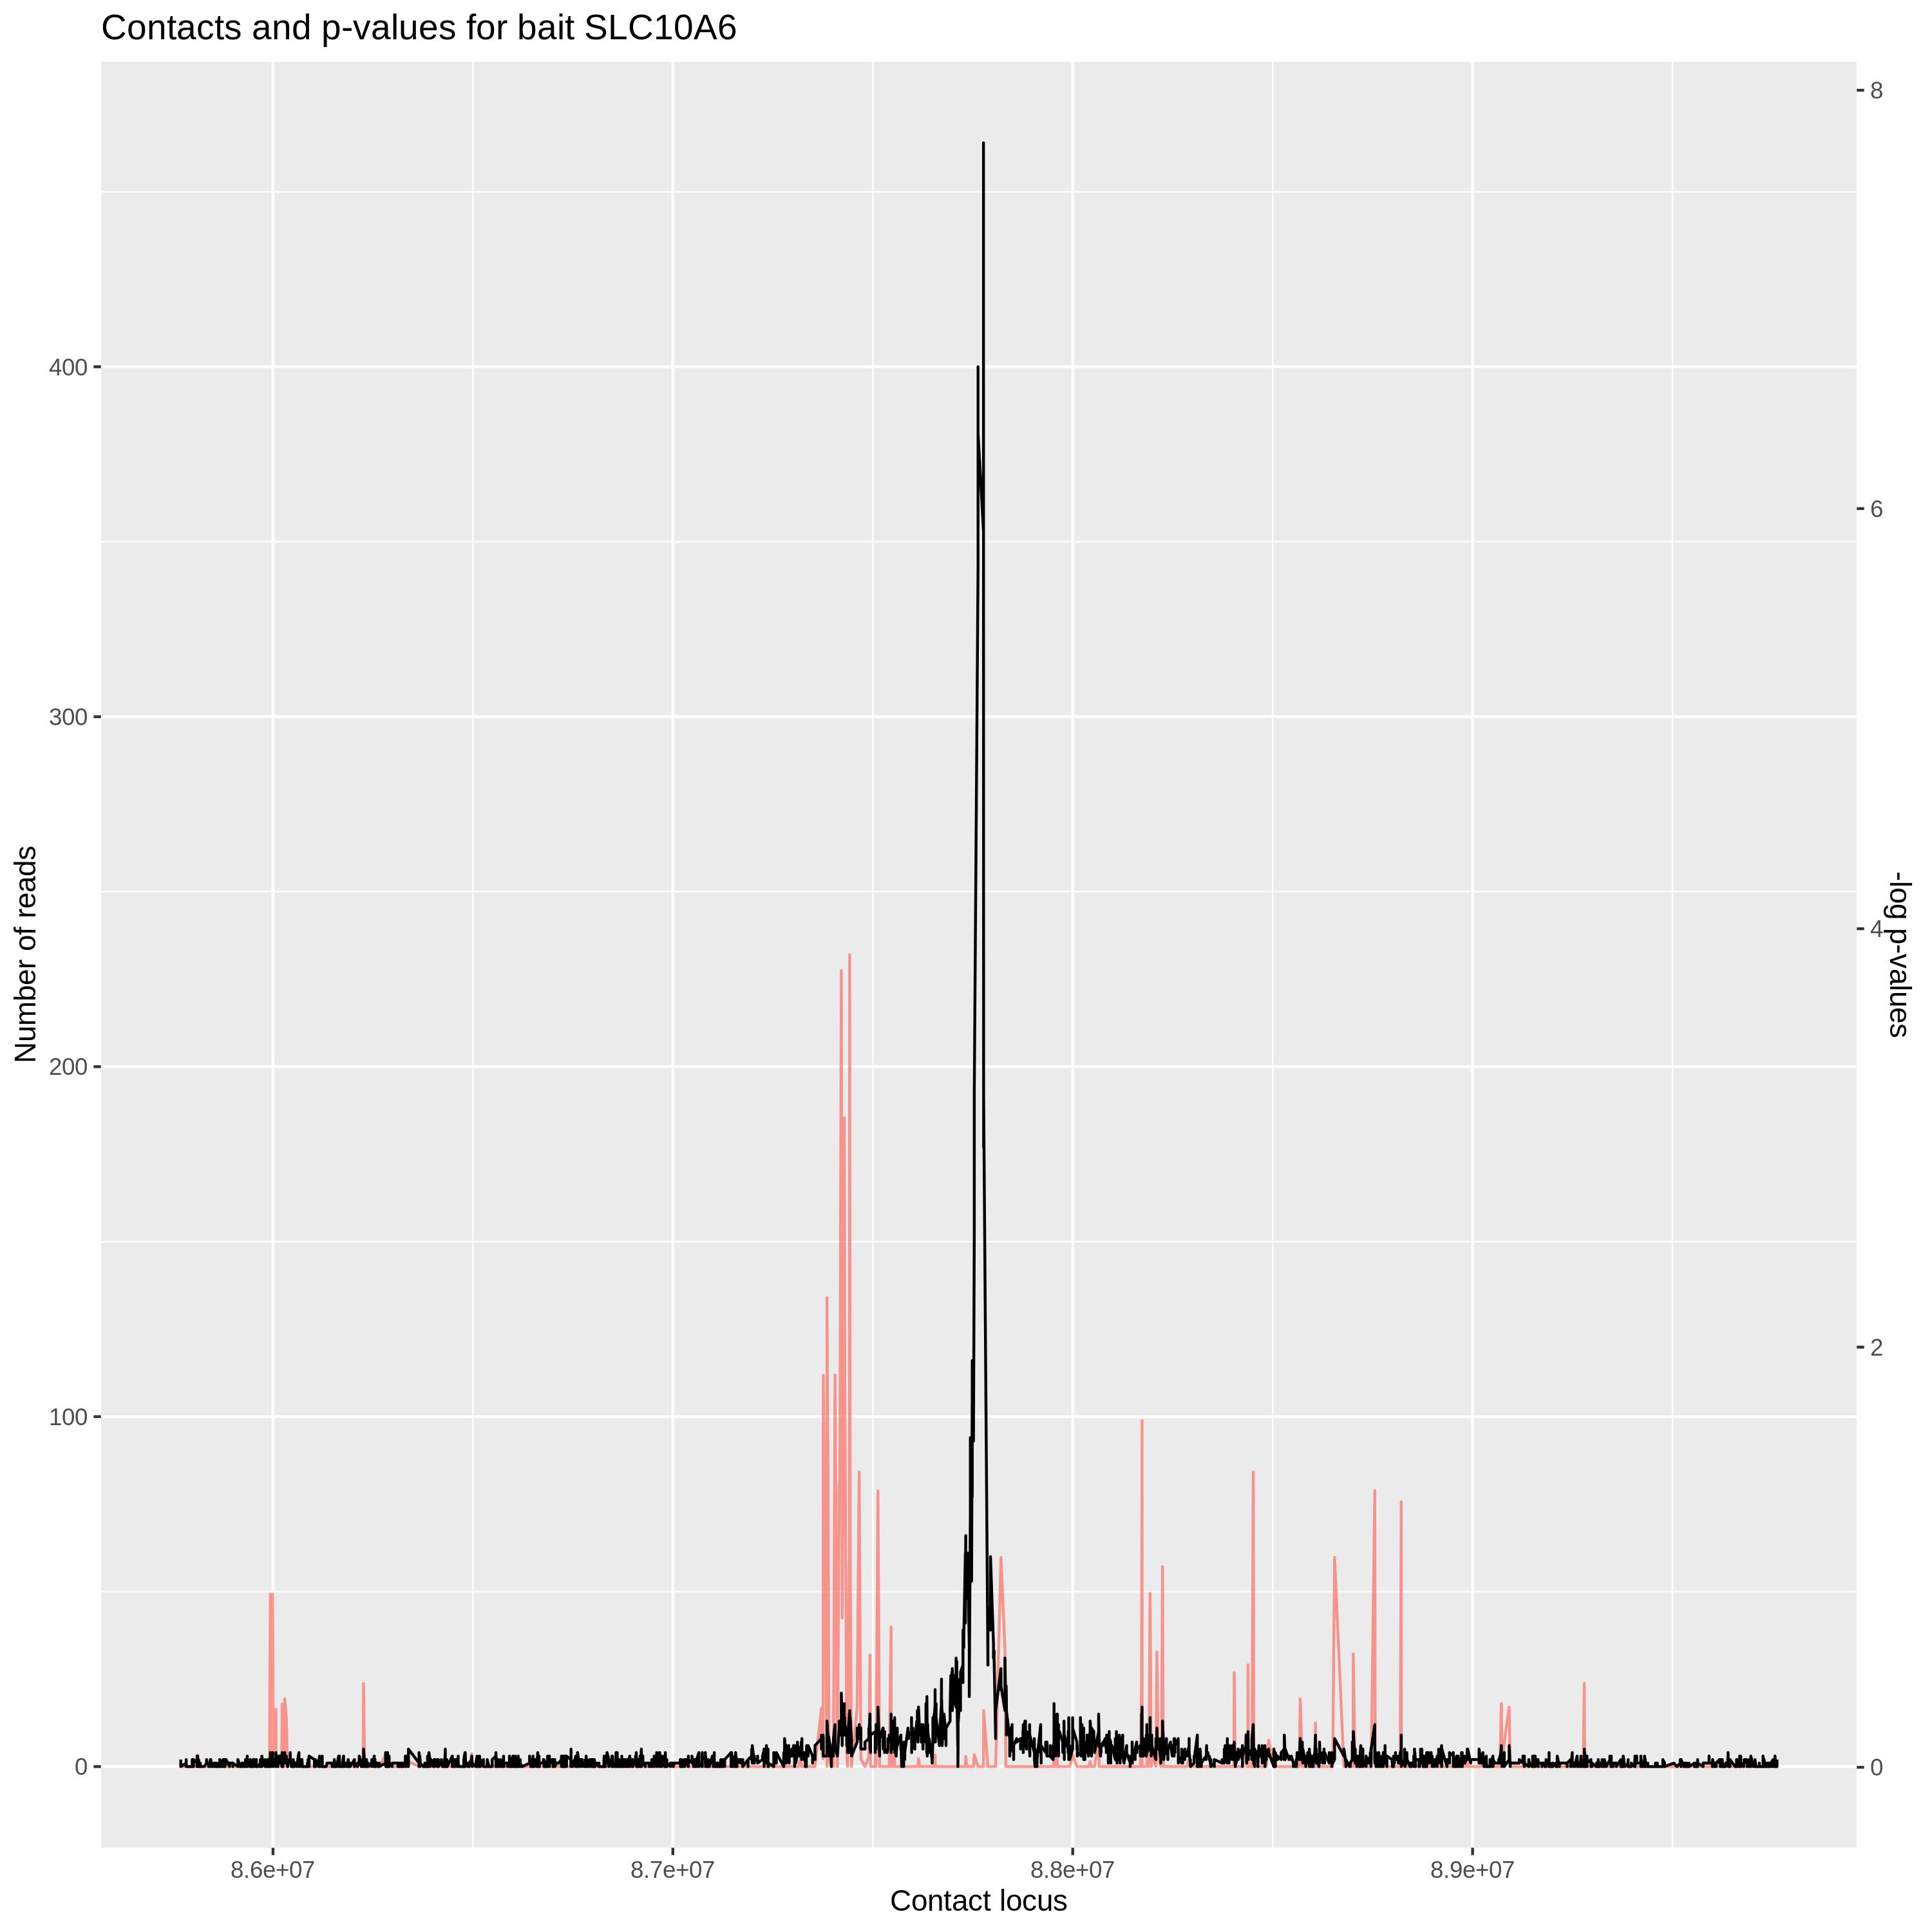 Contacts and p-values for bait SLC10A6
8
400
6
300
Number of reads
-log p-values
4
200
2
100
0
0
8.6e+07
8.7e+07
8.8e+07
8.9e+07
Contact locus